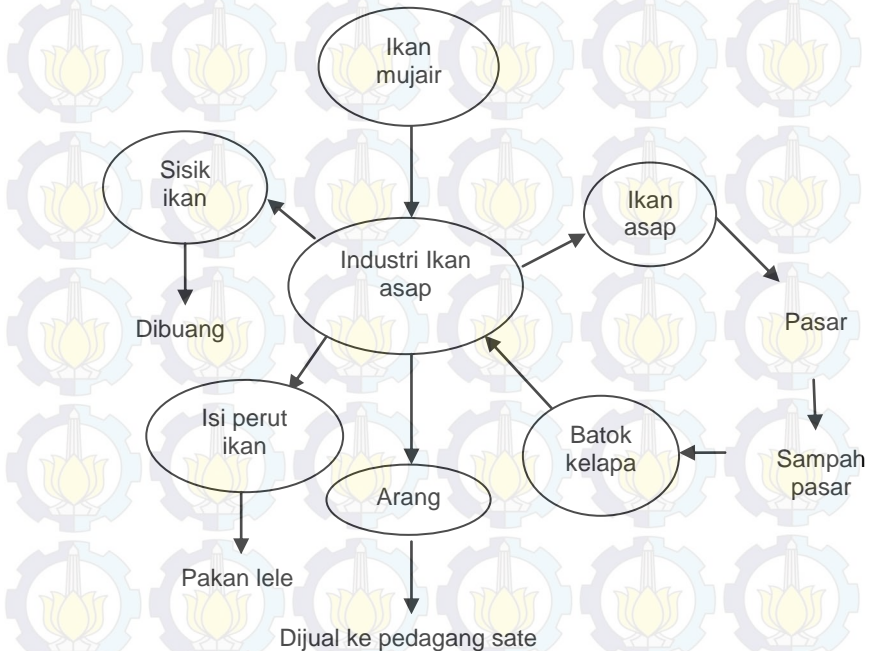 Ikan
mujair
Sisik
ikan
Ikan
asap
Industri Ikan
asap
Dibuang
Pasar
Isi perut
ikan
Batok
kelapa
Sampah
pasar
Arang
Pakan lele
Dijual ke pedagang sate